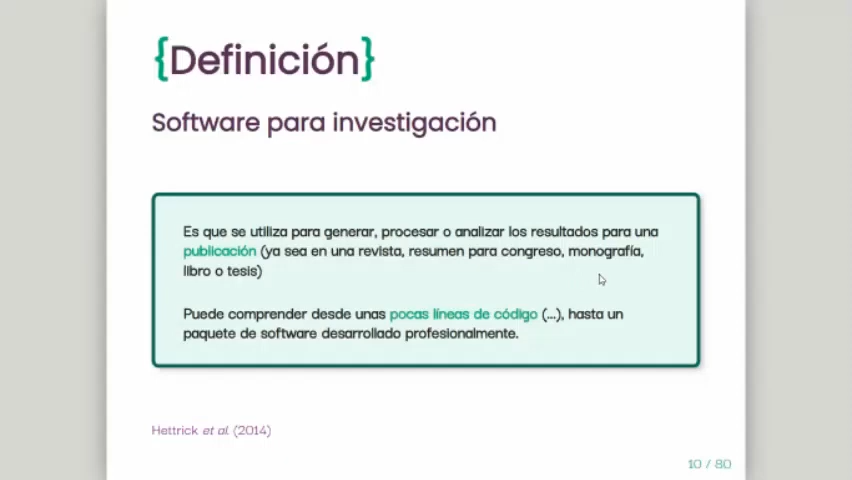 {Definición}
Software para investigación
Es que se utiliza para generar, procesar o analizar los resultados para una
publicación (ya sea en una revista, resumen para congreso, monografía,
libro o tesis)
Puede comprender desde unas pocas líneas de código (...), hasta un
paquete de software desarrollado profesionalmente.
Hettrick et al. (2014)
10 / 80